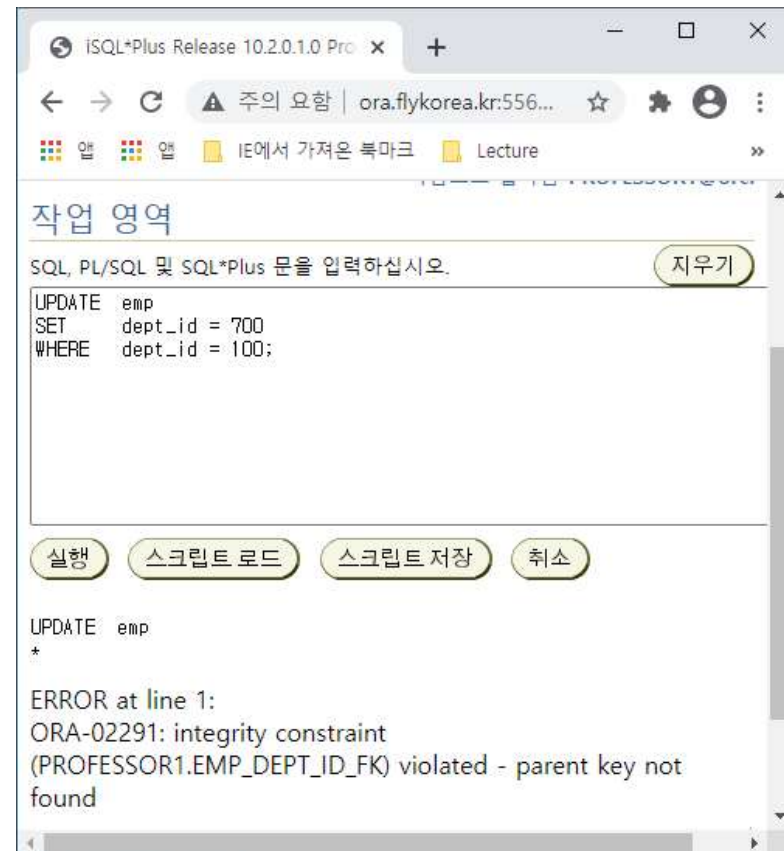 iSQL*Plus Release 10.2.0.1.0 Pro
주의 요함 | ora.flykorea.kr:556...
앱 앱 IE에서 가져온 북마크 Lecture »
작업 영역
SQL, PL/SQL 및 SQL*Plus 문을 입력하십시오. 지우기
UPDATE emp
SET dept_id = 700
WHERE dept_id = 100;
실행 스크립트 로드 스크립트 저장 취소
UPDATE emp
*
ERROR at line 1:
ORA-02291: integrity constraint
(PROFESSOR1.EMP_DEPT_ID_FK) violated - parent key not
found